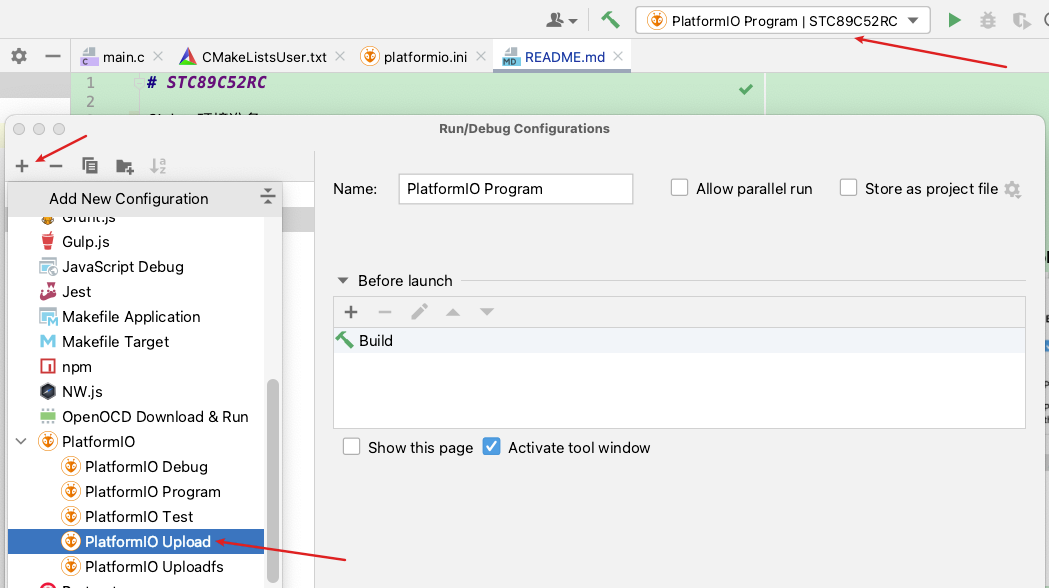 PlatformIO Program | STC89C52RC
main.c
CMakeListsUser.txt
platformio.ini
README.md
1
# STC89C52RC
2
Run/Debug Configurations
Add New Configuration
Grunt.js
Gulp.js
JavaScript Debug
Jest
Makefile Application
Makefile Target
npm
NW.js
OpenOCD Download & Run
PlatformIO
PlatformIO Debug
PlatformIO Program
PlatformIO Test
PlatformIO Upload
PlatformIO Uploadfs
Name:
PlatformIO Program
Allow parallel run
Store as project file
Before launch
Build
Show this page
Activate tool window